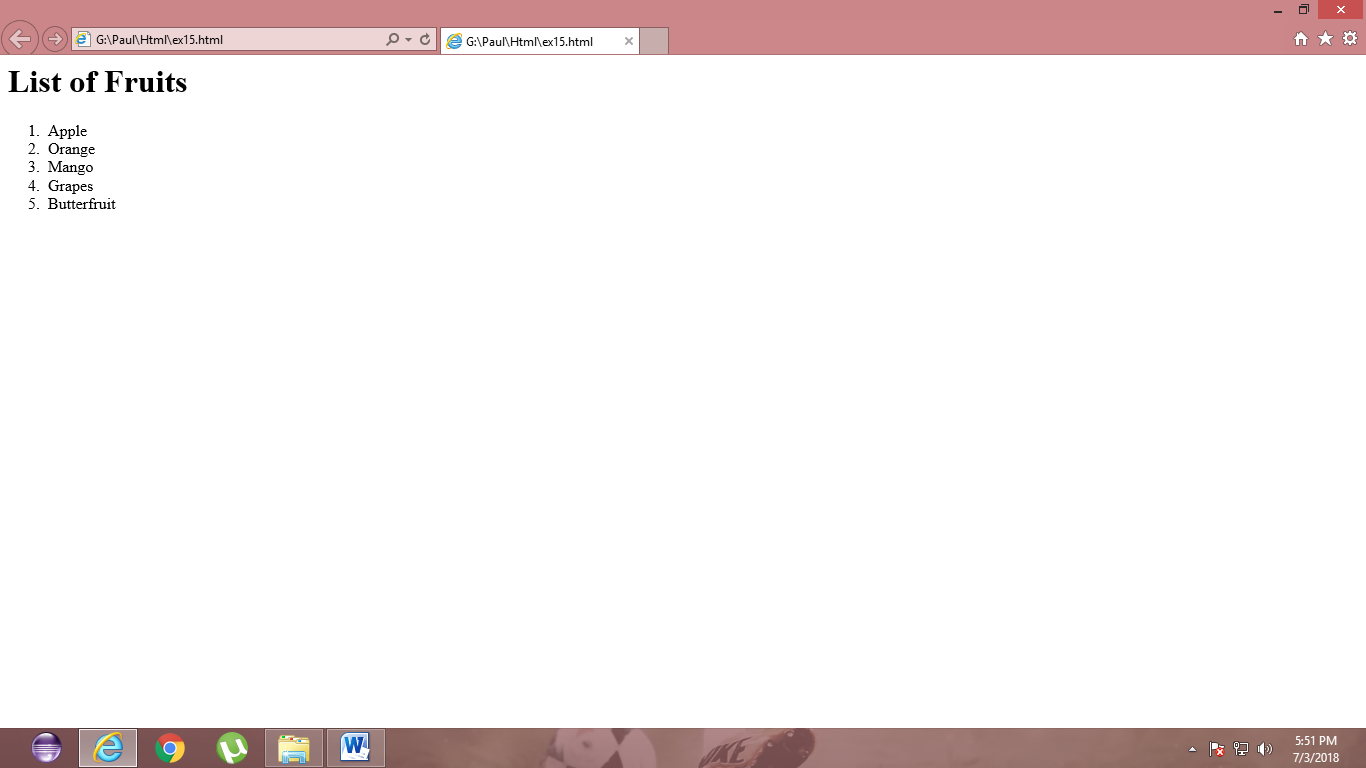 G:\Paul\Html\ex15.html
G:\Paul\Html\ex15.html
List of Fruits
1. Apple
2. Orange
3. Mango
4. Grapes
5. Butterfruit
5:51 PM
7/3/2018